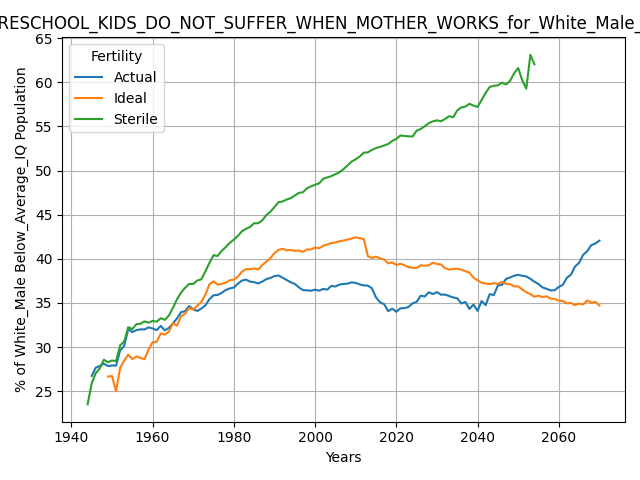 RESCHOOL_KIDS_DO_NOT_SUFFER_WHEN_MOTHER_WORKS_for_White_Male_
Fertility
Actual
Ideal
Sterile
% of White_Male Below_Average_IQ Population
65
60
55
50
45
40
35
30
25
1940
1960
1980
2000
2020
2040
2060
Years